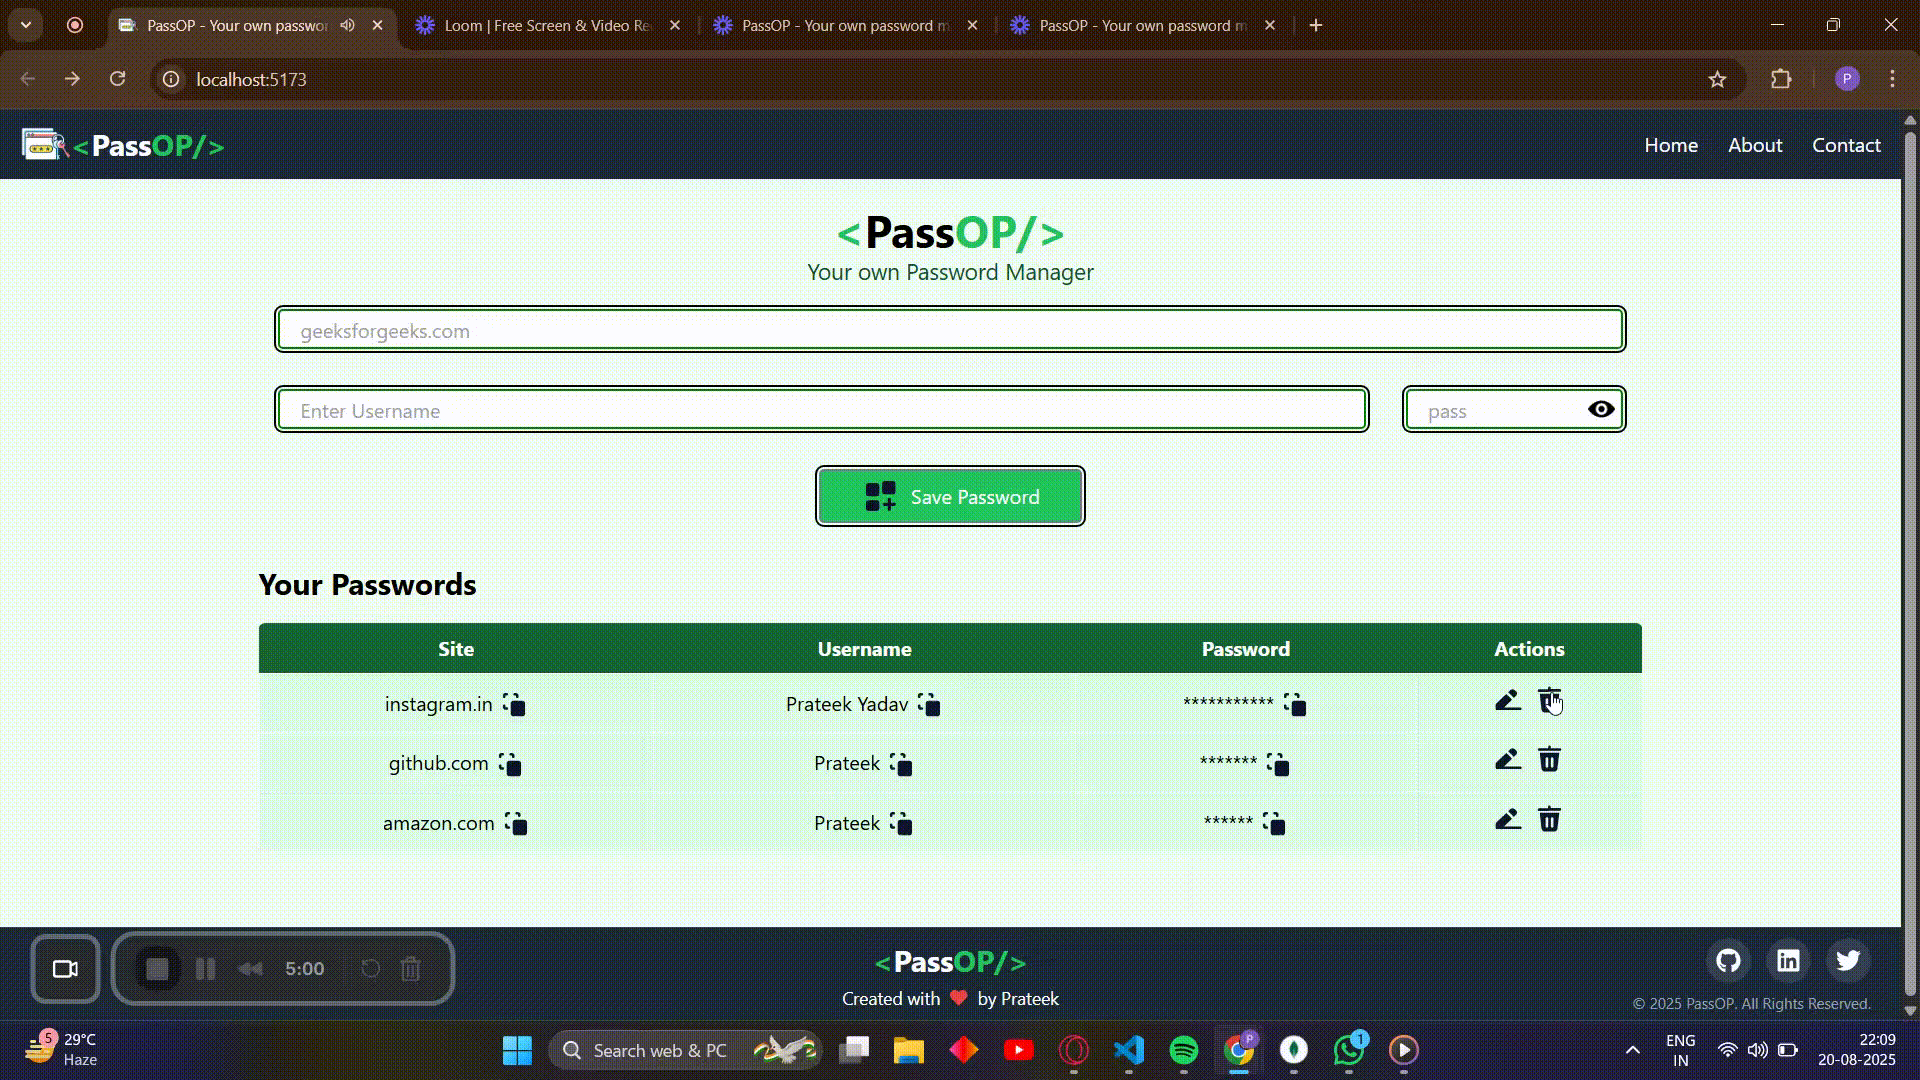 PassOP - Your own passwor
Loom | Free Screen & Video Re
PassOP - Your own password m
PassOP - Your own password m
localhost:5173
P
<PassOP/>
Home About Contact
<PassOP/>
Your own Password Manager
geeksforgeeks.com
Enter Username
pass
Save Password
Your Passwords
Site Username Password Actions
instagram.in Prateek Yadav *********** 
github.com Prateek *******
amazon.com Prateek ******
5:00
<PassOP/>
Created with ❤ by Prateek
© 2025 PassOP. All Rights Reserved.
5
29°C
Haze
Search web & PC
P
1
ENG
IN
22:09
20-08-2025